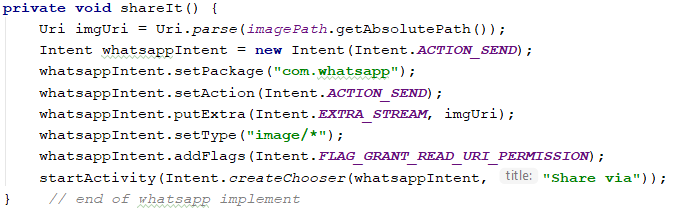 private void shareIt() {
    Uri imgUri = Uri.parse(imagePath.getAbsolutePath());
    Intent whatsappIntent = new Intent(Intent.ACTION_SEND);
    whatsappIntent.setPackage("com.whatsapp");
    whatsappIntent.setAction(Intent.ACTION_SEND);
    whatsappIntent.putExtra(Intent.EXTRA_STREAM, imgUri);
    whatsappIntent.setType("image/*");
    whatsappIntent.addFlags(Intent.FLAG_GRANT_READ_URI_PERMISSION);
    startActivity(Intent.createChooser(whatsappIntent, title: "Share via"));
}    // end of whatsapp implement